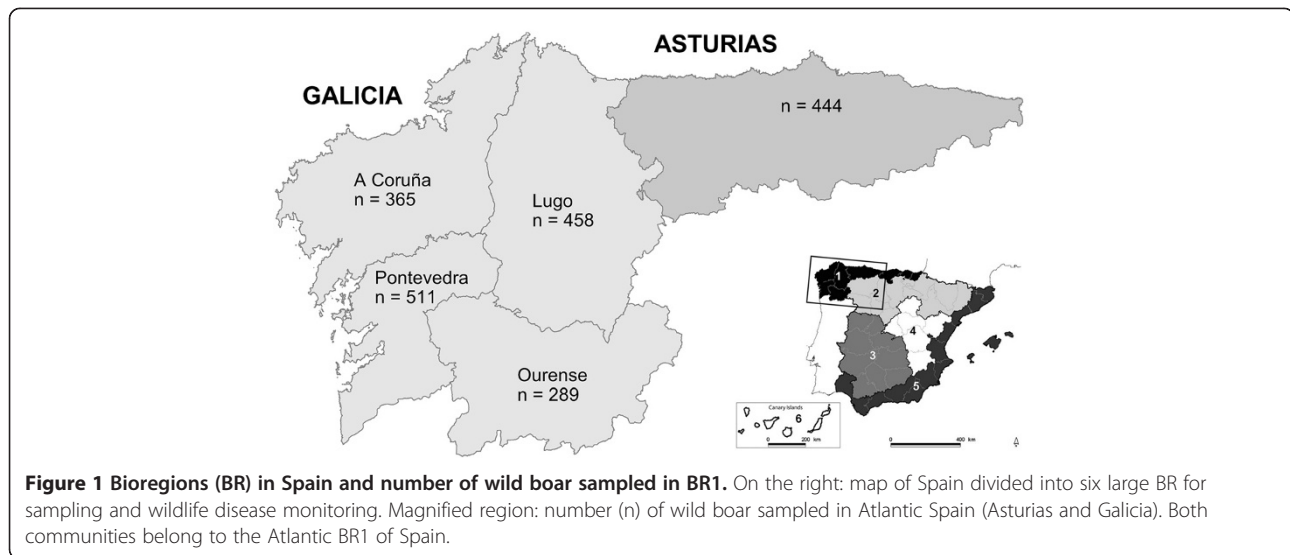 ASTURIAS
GALICIA
n = 444
A Coruña
n = 365
Lugo
n = 458
Pontevedra
n = 511
Ourense
n = 289
1
2
3
4
5
Canary Islands
6
0 200 km
0 400 km
Figure 1 Bioregions (BR) in Spain and number of wild boar sampled in BR1. On the right: map of Spain divided into six large BR for
sampling and wildlife disease monitoring. Magnified region: number (n) of wild boar sampled in Atlantic Spain (Asturias and Galicia). Both
communities belong to the Atlantic BR1 of Spain.